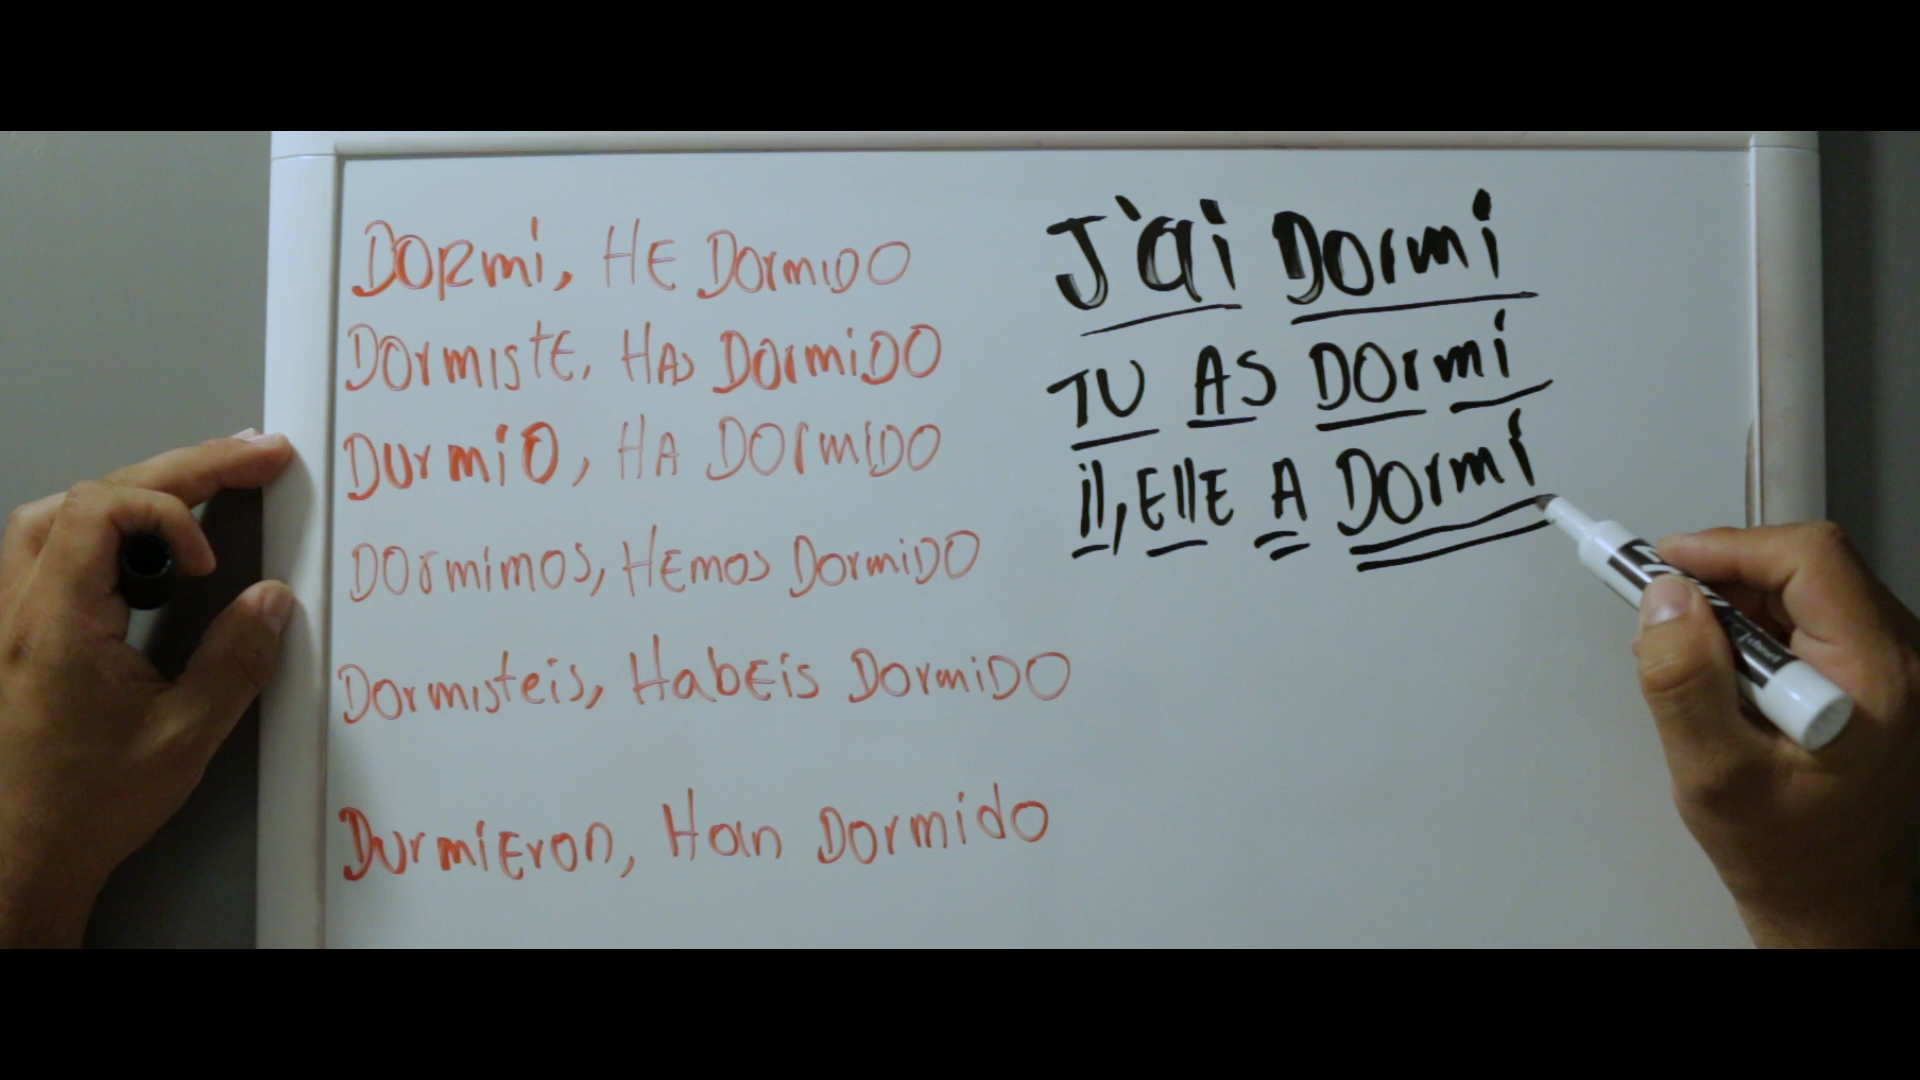 DORMí, HE DORMIDO
DORMISTE, HAS DORMIDO
DURMIÓ, HA DORMIDO
DORMIMOS, HEMOS DORMIDO
DORMISTEIS, HabEis DORMIDO
DURMIERON, Han DORMIDO
J'ai DORMI
TU AS DORMI
il, EllE A DORMI